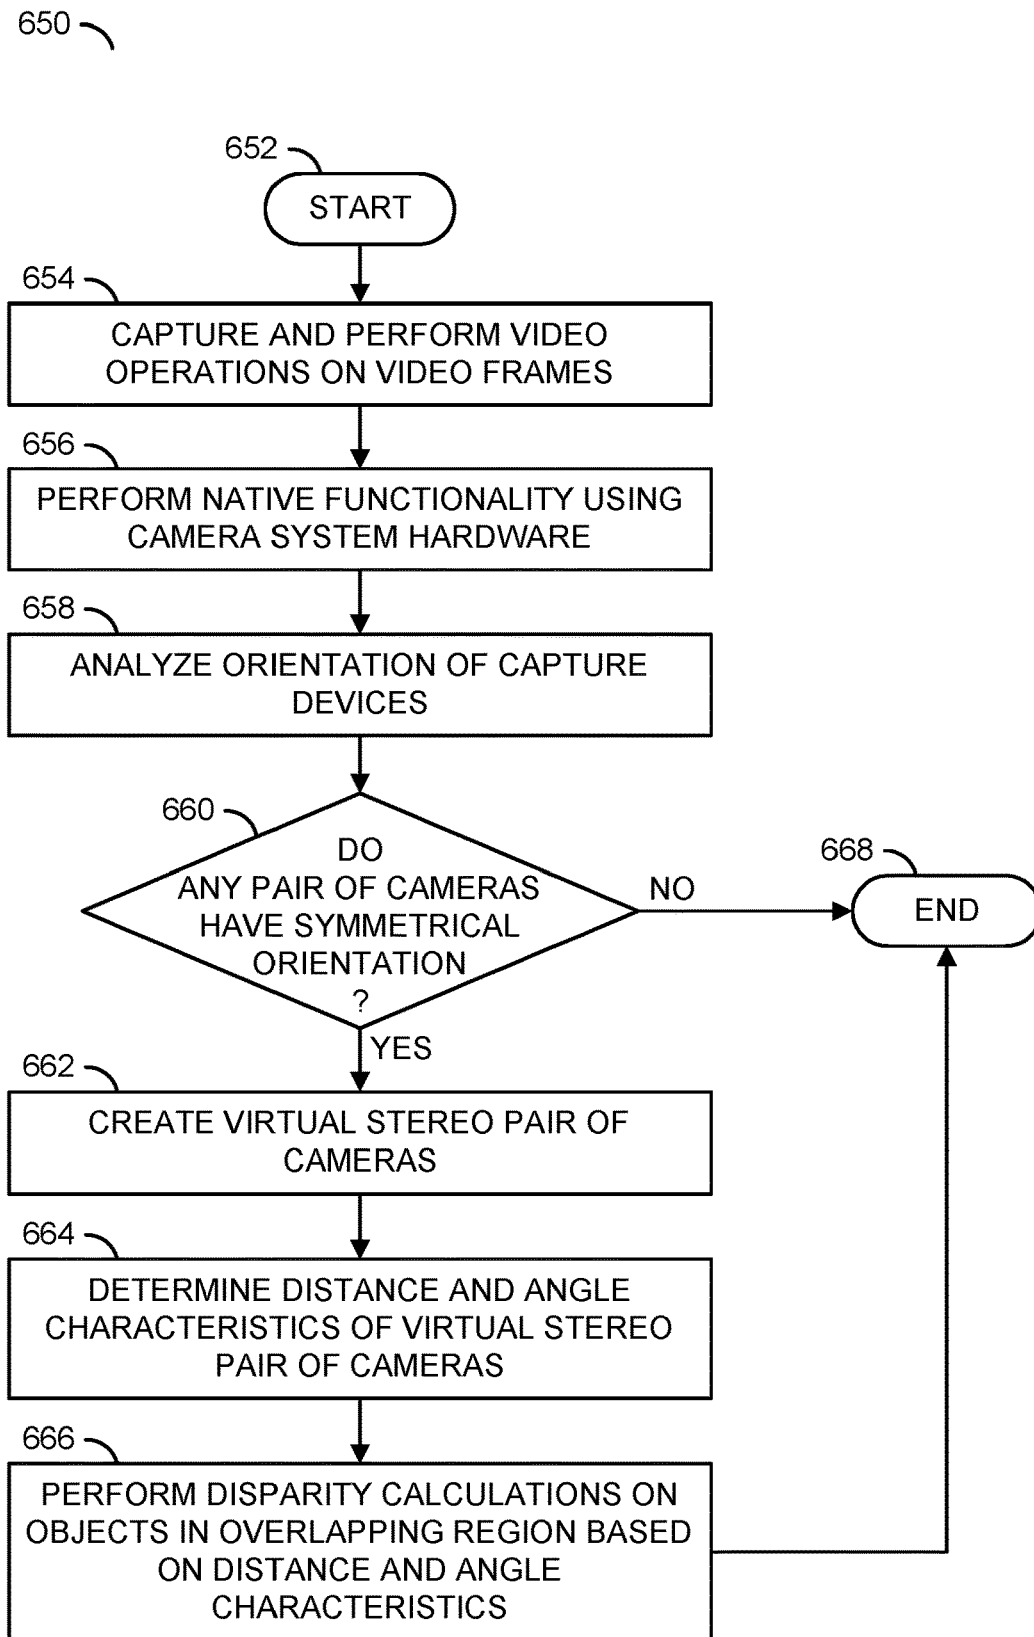 650
652
START
654
CAPTURE AND PERFORM VIDEO
OPERATIONS ON VIDEO FRAMES
656
PERFORM NATIVE FUNCTIONALITY USING
CAMERA SYSTEM HARDWARE
658
ANALYZE ORIENTATION OF CAPTURE
DEVICES
660
DO
ANY PAIR OF CAMERAS
HAVE SYMMETRICAL
ORIENTATION
?
NO
668
END
YES
662
CREATE VIRTUAL STEREO PAIR OF
CAMERAS
664
DETERMINE DISTANCE AND ANGLE
CHARACTERISTICS OF VIRTUAL STEREO
PAIR OF CAMERAS
666
PERFORM DISPARITY CALCULATIONS ON
OBJECTS IN OVERLAPPING REGION BASED
ON DISTANCE AND ANGLE
CHARACTERISTICS